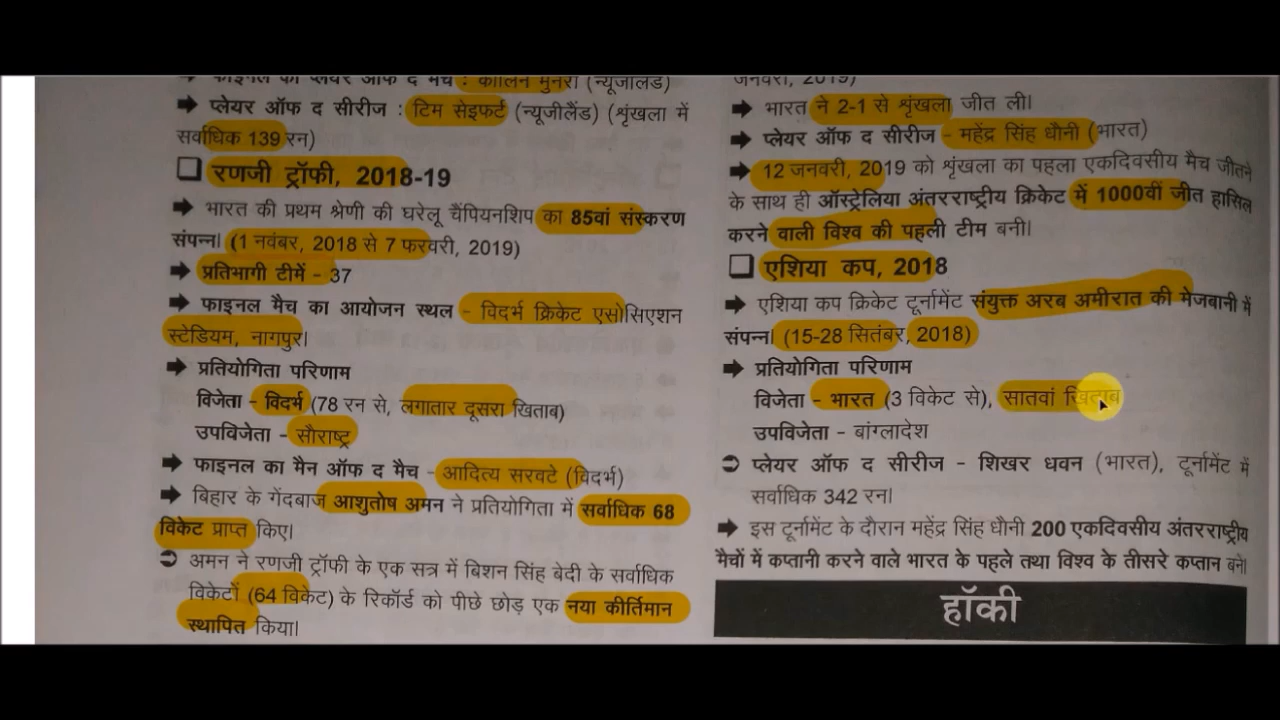 फाइनल का प्लेयर ऑफ द मैच : कॉलिन मुनरो (न्यूजीलैंड)
➡ प्लेयर ऑफ द सीरीज : टिम सेइफर्ट (न्यूजीलैंड) (शृंखला में
सर्वाधिक 139 रन)
❑ रणजी ट्रॉफी, 2018-19
➡ भारत की प्रथम श्रेणी की घरेलू चैंपियनशिप का 85वां संस्करण
संपन्न। (1 नवंबर, 2018 से 7 फरवरी, 2019)
➡ प्रतिभागी टीमें - 37
➡ फाइनल मैच का आयोजन स्थल - विदर्भ क्रिकेट एसोसिएशन
स्टेडियम, नागपुर।
➡ प्रतियोगिता परिणाम
विजेता - विदर्भ (78 रन से, लगातार दूसरा खिताब)
उपविजेता - सौराष्ट्र
➡ फाइनल का मैन ऑफ द मैच - आदित्य सरवटे (विदर्भ)
➡ बिहार के गेंदबाज आशुतोष अमन ने प्रतियोगिता में सर्वाधिक 68
विकेट प्राप्त किए।
➲ अमन ने रणजी ट्रॉफी के एक सत्र में बिशन सिंह बेदी के सर्वाधिक
विकेटों (64 विकेट) के रिकॉर्ड को पीछे छोड़ एक नया कीर्तिमान
स्थापित किया।
जनवरी, 2019)
➡ भारत ने 2-1 से शृंखला जीत ली।
➡ प्लेयर ऑफ द सीरीज - महेंद्र सिंह धौनी (भारत)
➡ 12 जनवरी, 2019 को शृंखला का पहला एकदिवसीय मैच जीतने
के साथ ही ऑस्ट्रेलिया अंतरराष्ट्रीय क्रिकेट में 1000वीं जीत हासिल
करने वाली विश्व की पहली टीम बनी।
❑ एशिया कप, 2018
➡ एशिया कप क्रिकेट टूर्नामेंट संयुक्त अरब अमीरात की मेजबानी में
संपन्न। (15-28 सितंबर, 2018)
➡ प्रतियोगिता परिणाम
विजेता - भारत (3 विकेट से), सातवां खिताब
उपविजेता - बांग्लादेश
➲ प्लेयर ऑफ द सीरीज - शिखर धवन (भारत), टूर्नामेंट में
सर्वाधिक 342 रन।
➡ इस टूर्नामेंट के दौरान महेंद्र सिंह धौनी 200 एकदिवसीय अंतरराष्ट्रीय
मैचों में कप्तानी करने वाले भारत के पहले तथा विश्व के तीसरे कप्तान बने।
हॉकी